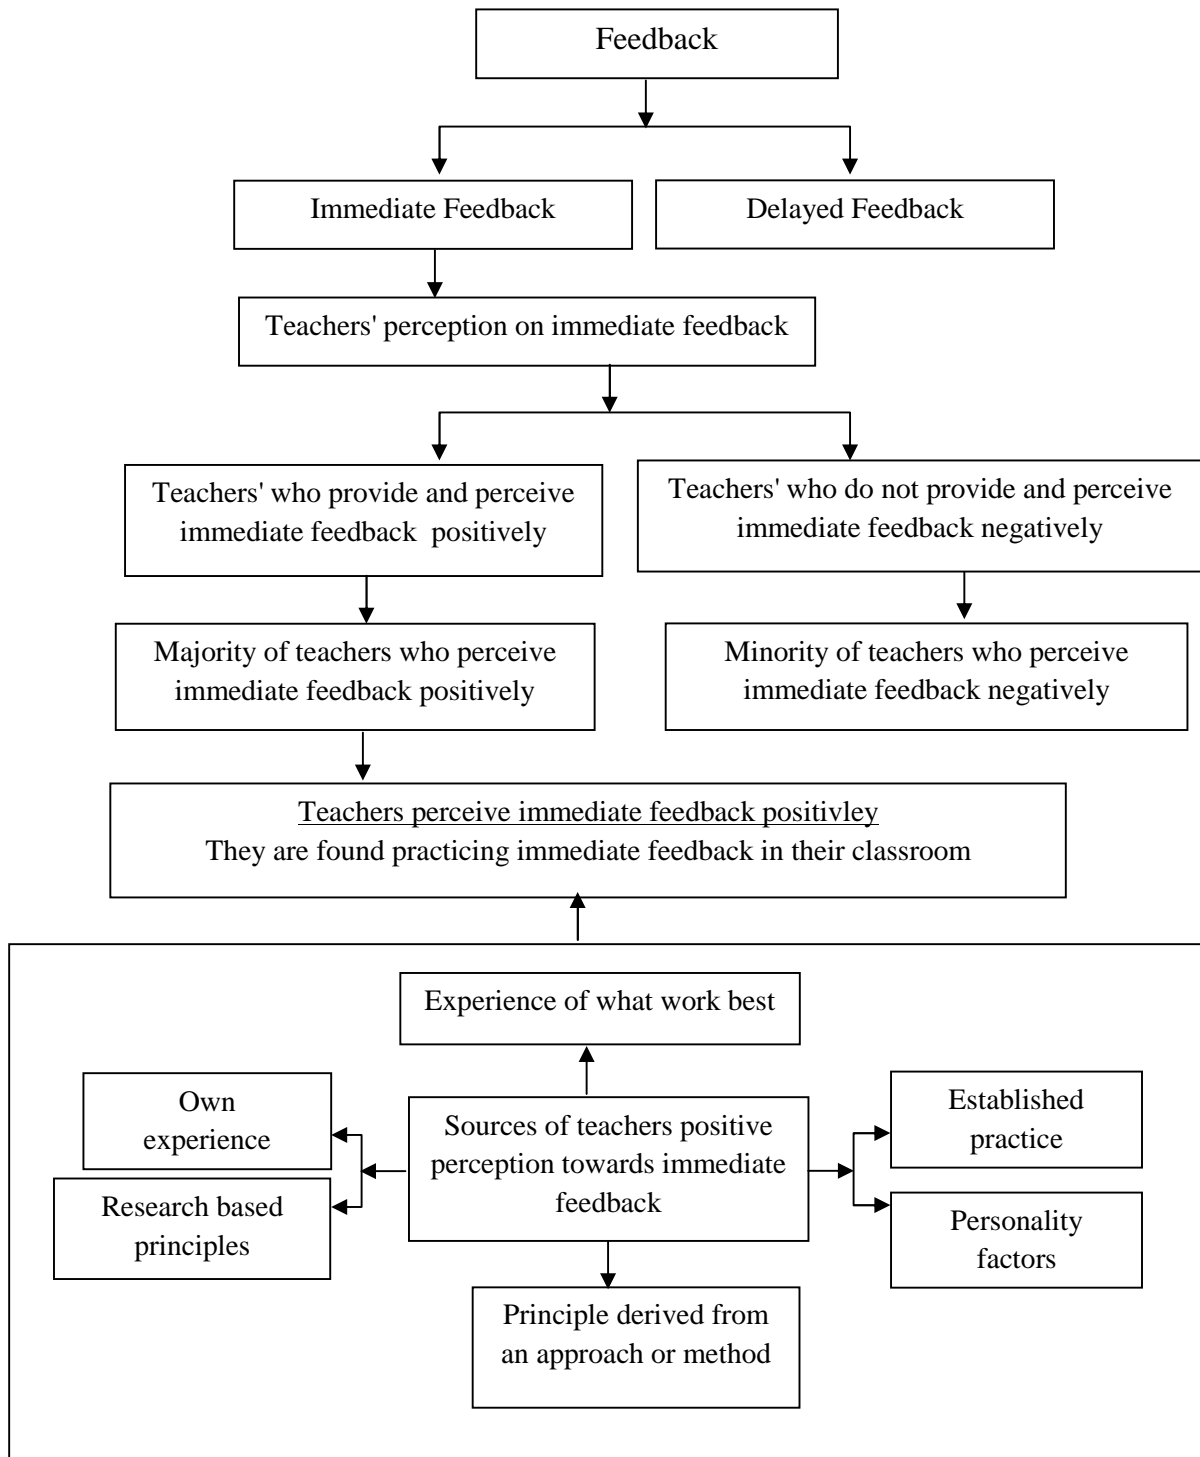 Feedback
Immediate Feedback
Delayed Feedback
Teachers' perception on immediate feedback
Teachers' who provide and perceive
immediate feedback  positively
Teachers' who do not provide and perceive
immediate feedback negatively
Majority of teachers who perceive
immediate feedback positively
Minority of teachers who perceive
immediate feedback negatively
Teachers perceive immediate feedback positivley
They are found practicing immediate feedback in their classroom
Experience of what work best
Own
experience
Research based
principles
Sources of teachers positive
perception towards immediate
feedback
Established
practice
Personality
factors
Principle derived from
an approach or method